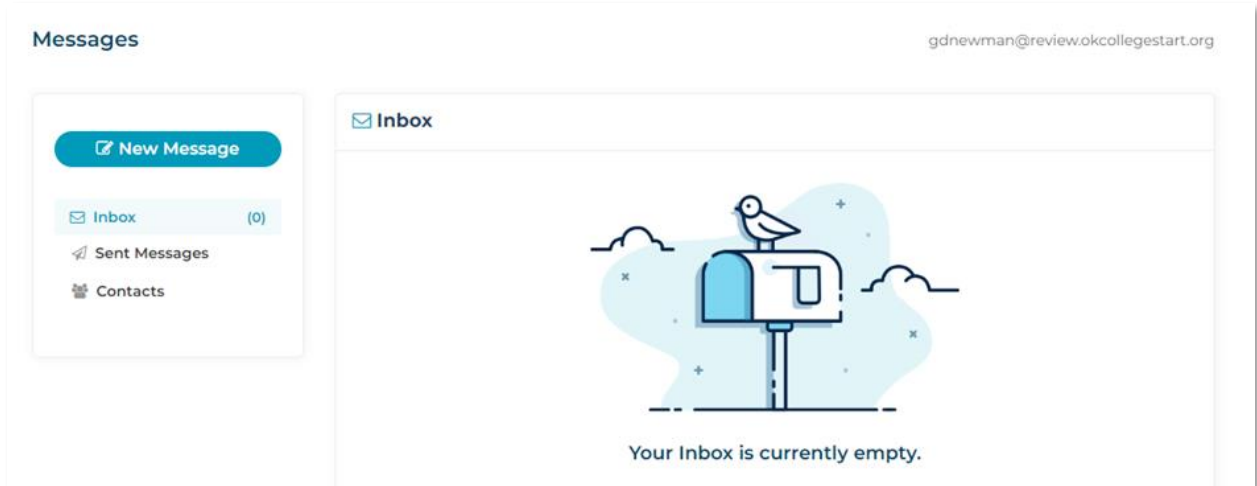 Messages
gdnewman@review.okcollegestart.org
New Message
Inbox (0)
Sent Messages
Contacts
Inbox
Your Inbox is currently empty.